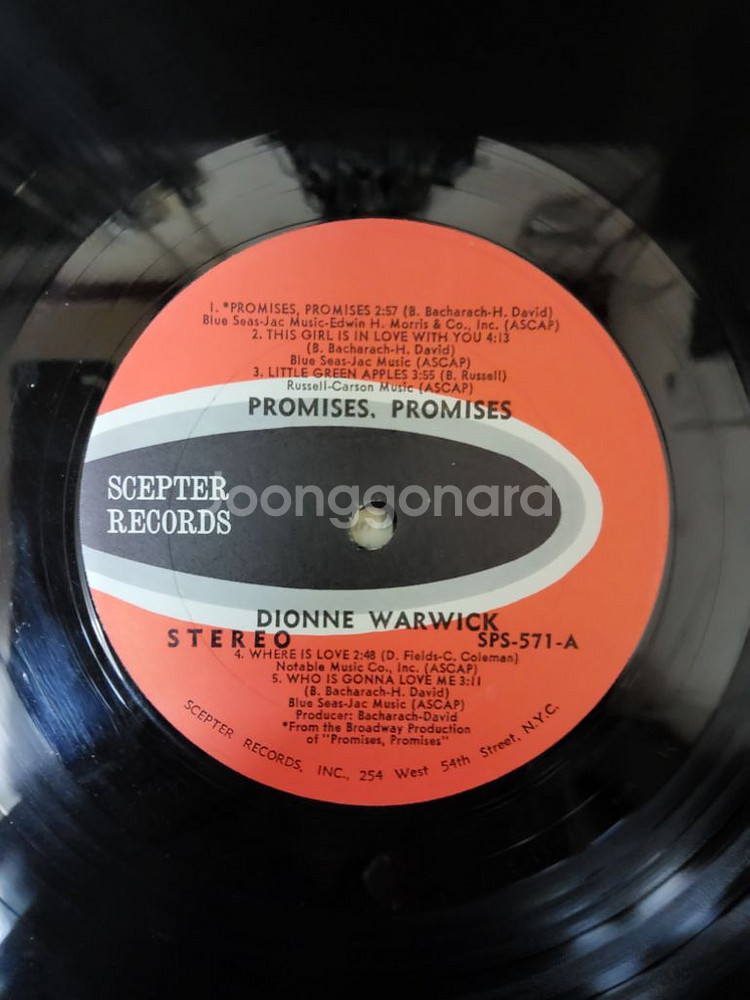 1. *PROMISES, PROMISES 2:57 (B. Bacharach-H. David)
Blue Seas-Jac Music-Edwin H. Morris & Co., Inc. (ASCAP)
2. THIS GIRL IS IN LOVE WITH YOU 4:13
(B. Bacharach-H. David)
Blue Seas-Jac Music (ASCAP)
3. LITTLE GREEN APPLES 3:55 (B. Russell)
Russell-Carson Music (ASCAP)
PROMISES, PROMISES
SCEPTER
RECORDS
Joonggonara
DIONNE WARWICK
STEREO SPS-571-A
4. WHERE IS LOVE 2:48 (D. Fields-C. Coleman)
Notable Music Co., Inc. (ASCAP)
5. WHO IS GONNA LOVE ME 3:11
(B. Bacharach-H. David)
Blue Seas-Jac Music (ASCAP)
Producer: Bacharach-David
*From the Broadway Production
of "Promises, Promises"
SCEPTER RECORDS, INC., 254 West 54th Street, N.Y.C.